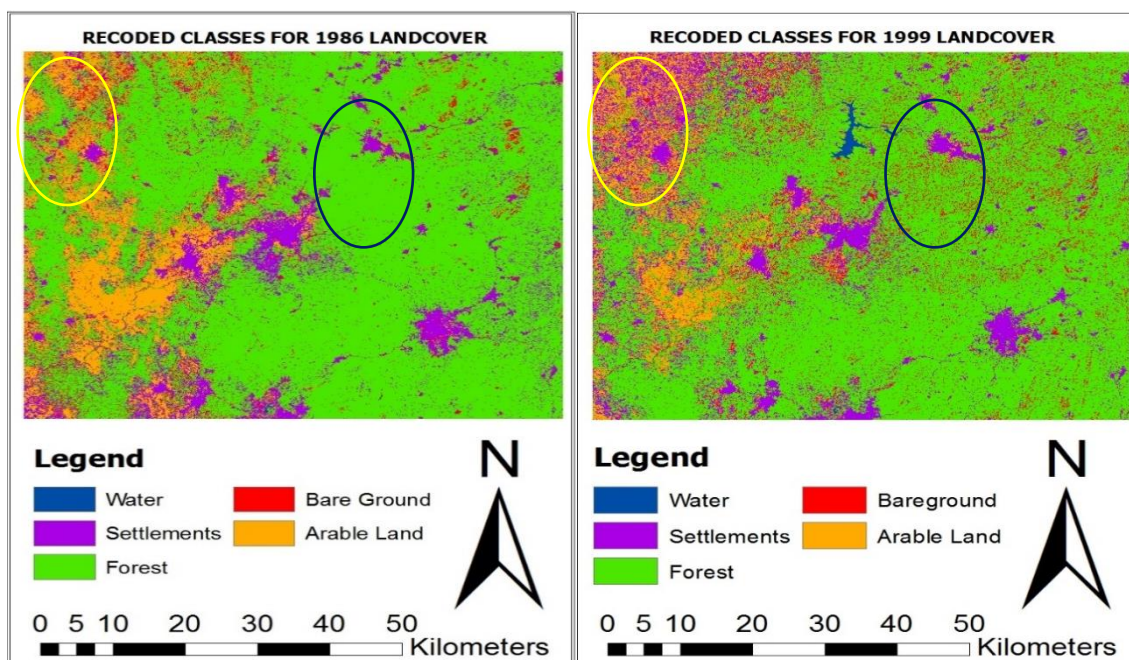 RECODED CLASSES FOR 1986 LANDCOVER
Legend
N
Water
Bare Ground
Settlements
Arable Land
Forest
0 5 10 20 30 40 50
Kilometers
RECODED CLASSES FOR 1999 LANDCOVER
Legend
N
Water
Bareground
Settlements
Arable Land
Forest
0 5 10 20 30 40 50
Kilometers